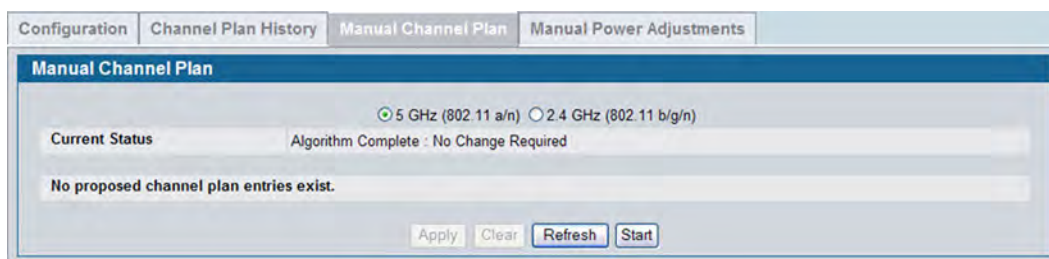 Configuration Channel Plan History Manual Channel Plan Manual Power Adjustments
Manual Channel Plan
5 GHz (802.11 a/n) 2.4 GHz (802.11 b/g/n)
Current Status Algorithm Complete : No Change Required
No proposed channel plan entries exist.
Apply Clear Refresh Start